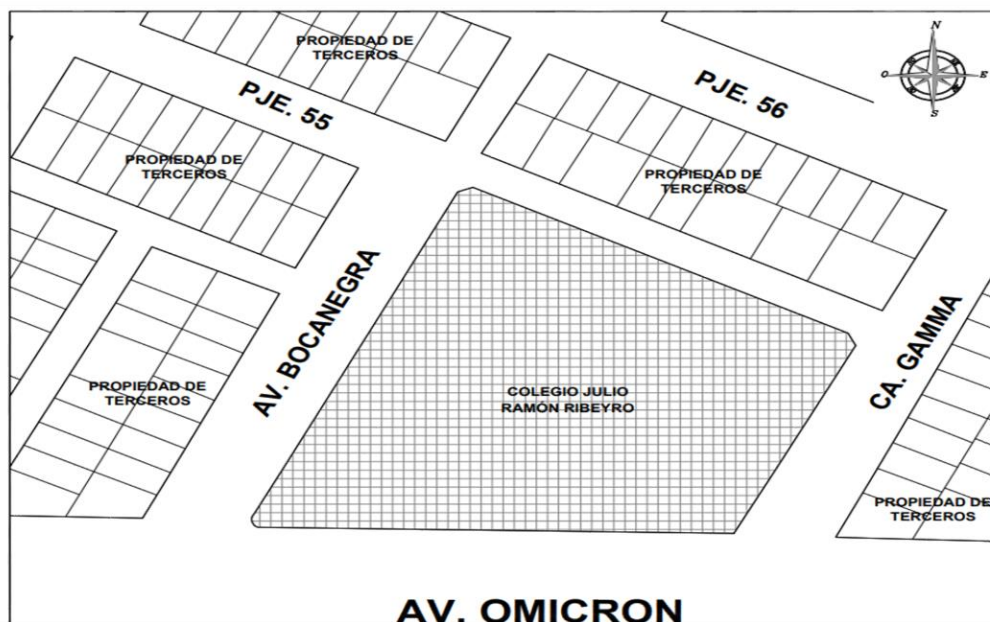 PROPIEDAD DE
TERCEROS
N
O
E
S
PJE. 55
PJE. 56
PROPIEDAD DE
TERCEROS
PROPIEDAD DE
TERCEROS
AV. BOCANEGRA
CA. GAMMA
PROPIEDAD DE
TERCEROS
COLEGIO JULIO
RAMÓN RIBEYRO
PROPIEDAD DE
TERCEROS
AV. OMICRON